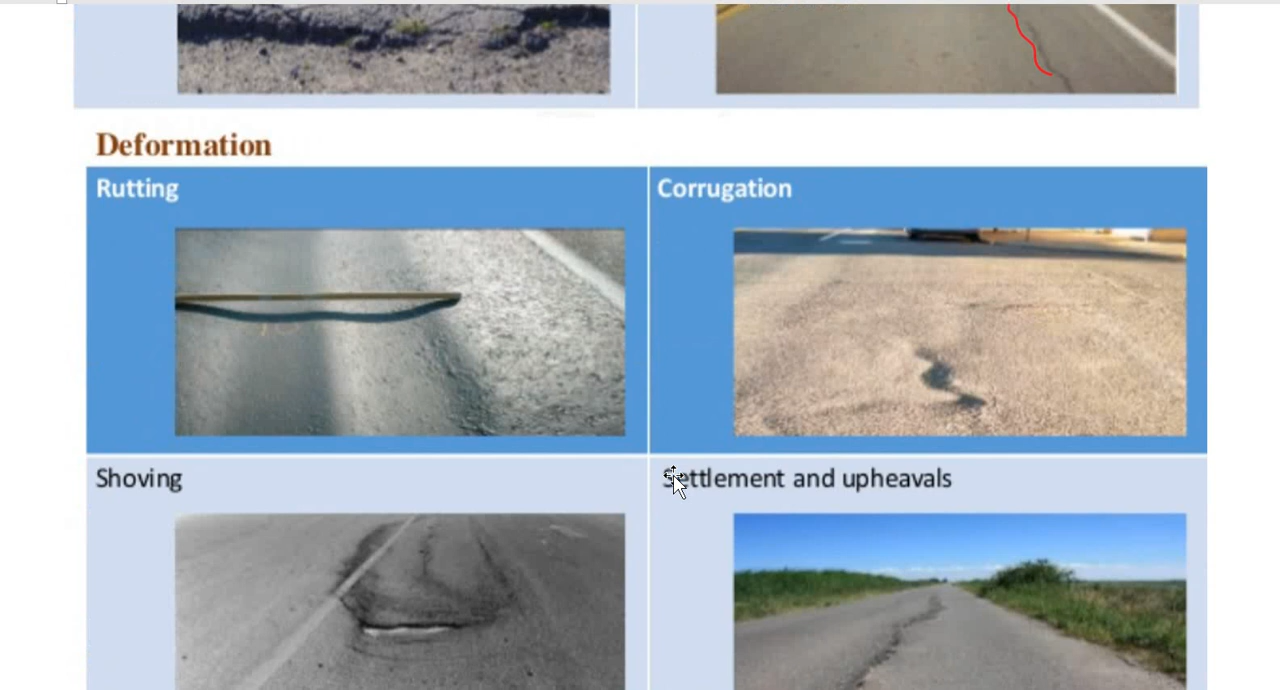 Deformation
Rutting
Corrugation
Shoving
Settlement and upheavals